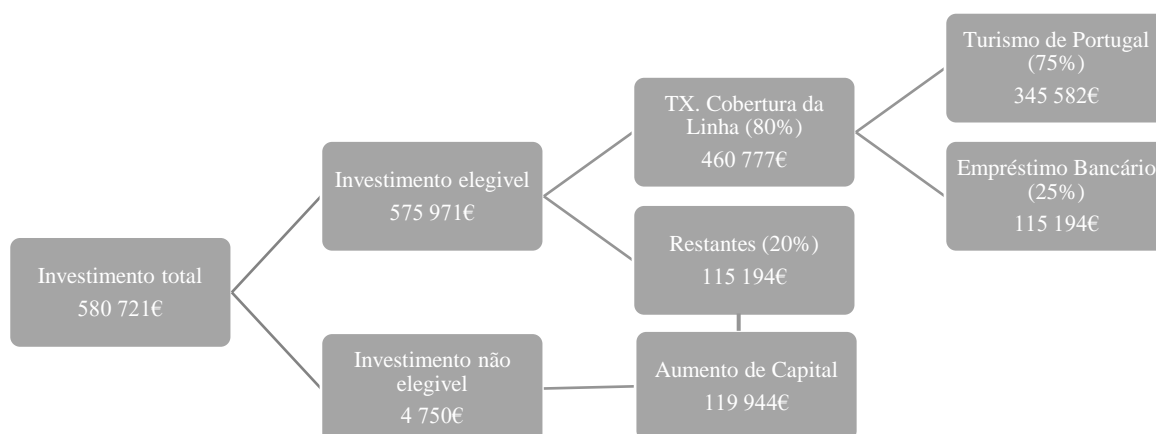 Investimento total
580 721€
Investimento elegivel
575 971€
TX. Cobertura da
Linha (80%)
460 777€
Turismo de Portugal
(75%)
345 582€
Empréstimo Bancário
(25%)
115 194€
Restantes (20%)
115 194€
Investimento não
elegivel
4 750€
Aumento de Capital
119 944€